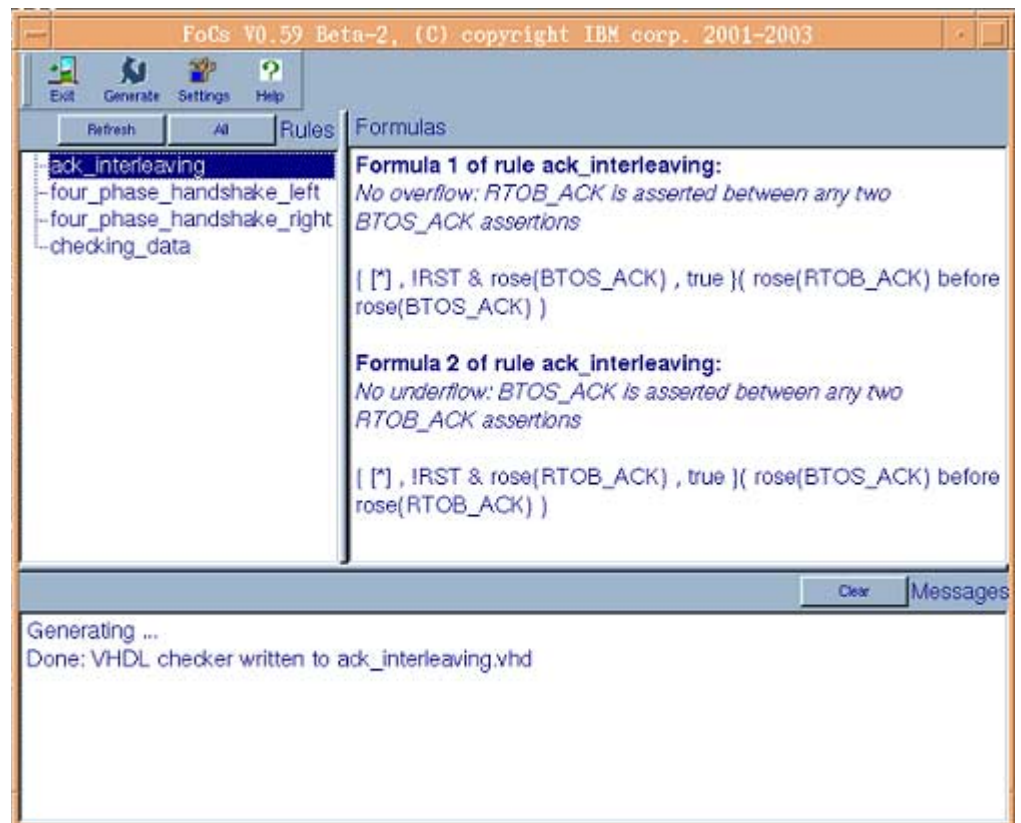 FoCs V0.59 Beta-2, (C) copyright IBM corp. 2001-2003
Exit Generate Settings Help
Refresh All Rules Formulas
ack_interleaving
four_phase_handshake_left
four_phase_handshake_right
checking_data
Formula 1 of rule ack_interleaving:
No overflow: RTOB_ACK is asserted between any two
BTOS_ACK assertions
{ [*] , !RST & rose(BTOS_ACK) , true }( rose(RTOB_ACK) before
rose(BTOS_ACK) )
Formula 2 of rule ack_interleaving:
No underflow: BTOS_ACK is asserted between any two
RTOB_ACK assertions
{ [*] , !RST & rose(RTOB_ACK) , true }( rose(BTOS_ACK) before
rose(RTOB_ACK) )
Clear Messages
Generating ...
Done: VHDL checker written to ack_interleaving.vhd